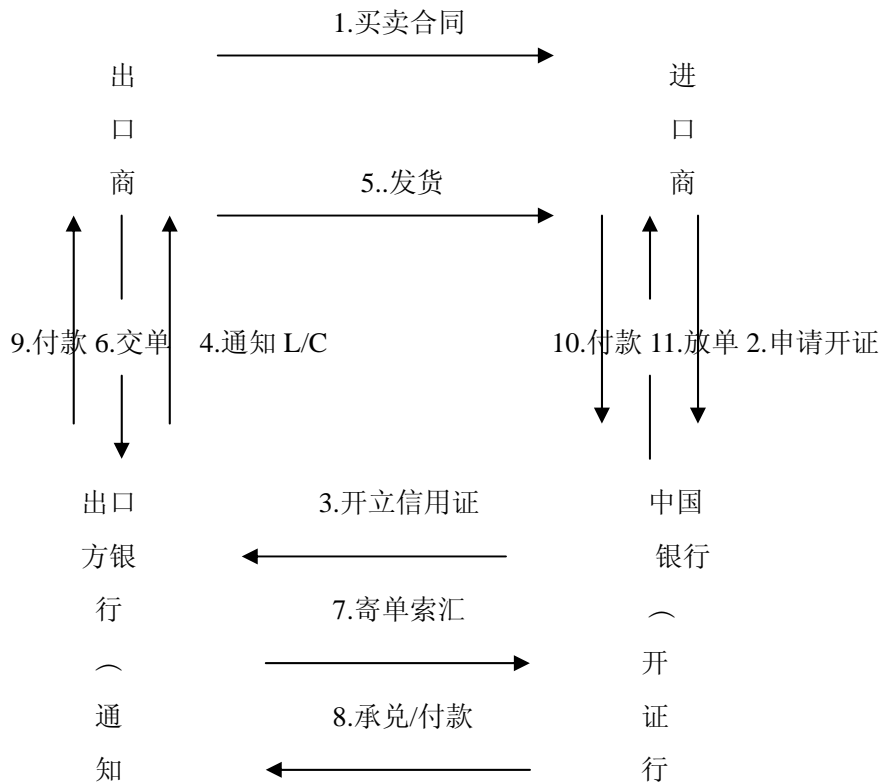 1.买卖合同
出口商
进口商
5..发货
9.付款 6.交单 4.通知 L/C
10.付款 11.放单 2.申请开证
出口方银行（通知
3.开立信用证
中国银行（开证行
7.寄单索汇
8.承兑/付款